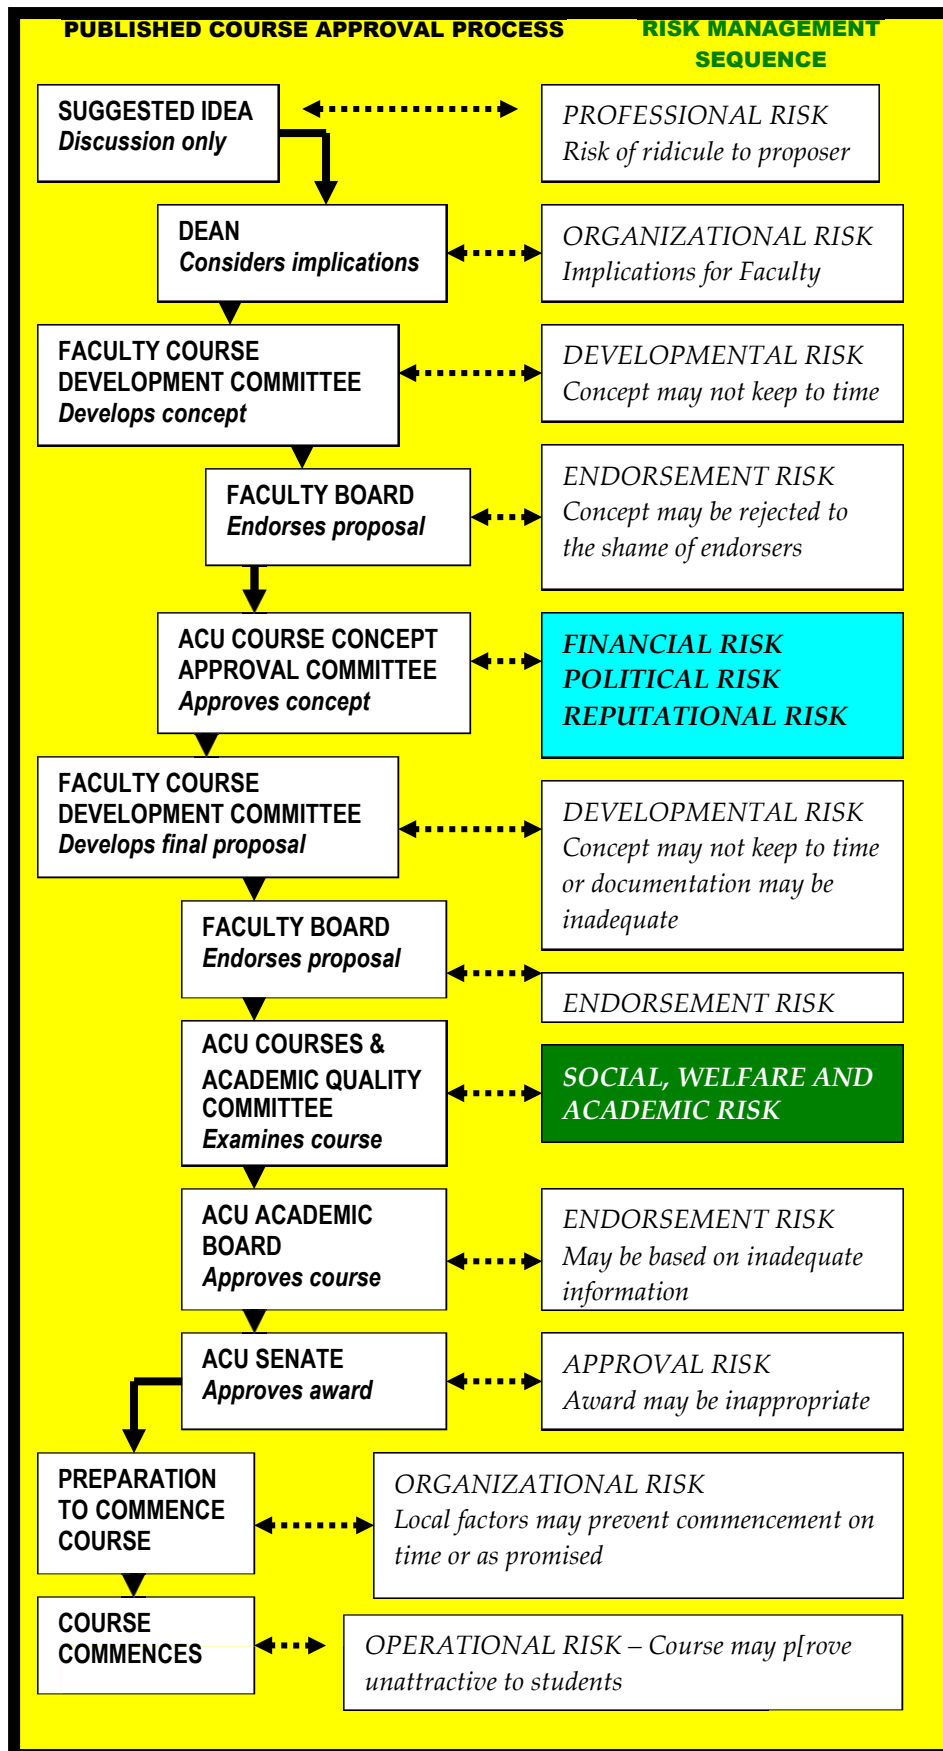 PUBLISHED COURSE APPROVAL PROCESS
RISK MANAGEMENT
SEQUENCE
SUGGESTED IDEA
Discussion only
PROFESSIONAL RISK
Risk of ridicule to proposer
DEAN
Considers implications
ORGANIZATIONAL RISK
Implications for Faculty
FACULTY COURSE
DEVELOPMENT COMMITTEE
Develops concept
DEVELOPMENTAL RISK
Concept may not keep to time
FACULTY BOARD
Endorses proposal
ENDORSEMENT RISK
Concept may be rejected to
the shame of endorsers
ACU COURSE CONCEPT
APPROVAL COMMITTEE
Approves concept
FINANCIAL RISK
POLITICAL RISK
REPUTATIONAL RISK
FACULTY COURSE
DEVELOPMENT COMMITTEE
Develops final proposal
DEVELOPMENTAL RISK
Concept may not keep to time
or documentation may be
inadequate
FACULTY BOARD
Endorses proposal
ENDORSEMENT RISK
ACU COURSES &
ACADEMIC QUALITY
COMMITTEE
Examines course
SOCIAL, WELFARE AND
ACADEMIC RISK
ACU ACADEMIC
BOARD
Approves course
ENDORSEMENT RISK
May be based on inadequate
information
ACU SENATE
Approves award
APPROVAL RISK
Award may be inappropriate
PREPARATION
TO COMMENCE
COURSE
ORGANIZATIONAL RISK
Local factors may prevent commencement on
time or as promised
COURSE
COMMENCES
OPERATIONAL RISK – Course may p[rove
unattractive to students